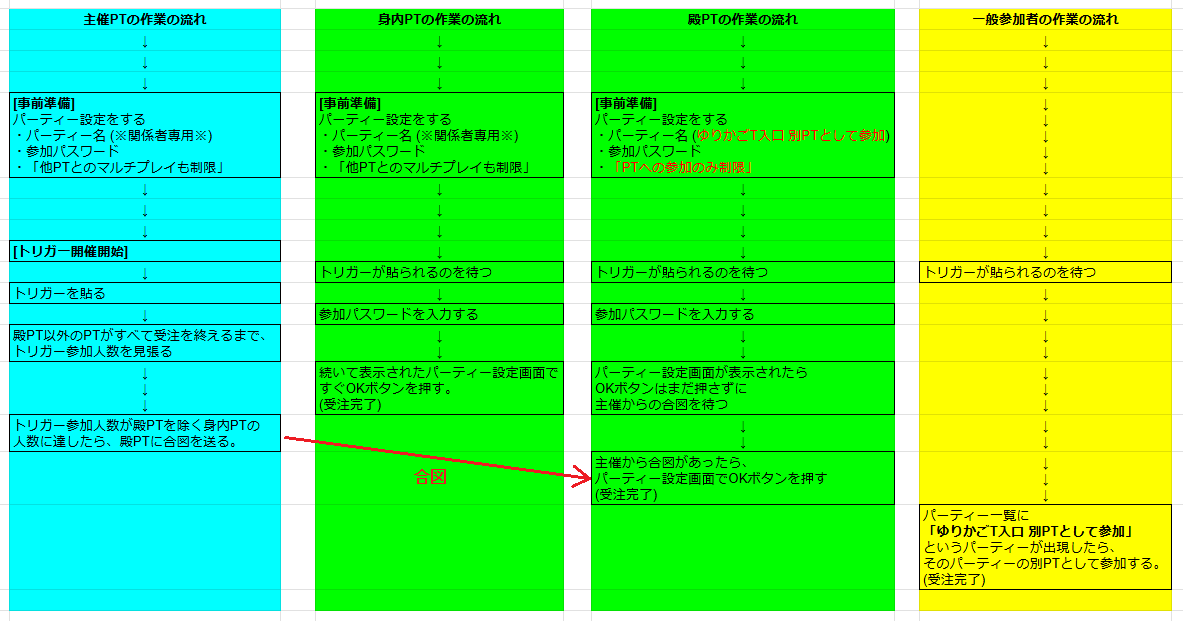 主催PTの作業の流れ
↓
↓
↓
[事前準備]
パーティー設定をする
・パーティー名 (※関係者専用※)
・参加パスワード
・「他PTとのマルチプレイも制限」
↓
↓
↓
[トリガー開催開始]
↓
トリガーを貼る
↓
殿PT以外のPTがすべて受注を終えるまで、
トリガー参加人数を見張る
↓
↓
↓
トリガー参加人数が殿PTを除く身内PTの
人数に達したら、殿PTに合図を送る。
合図
身内PTの作業の流れ
↓
↓
↓
[事前準備]
パーティー設定をする
・パーティー名 (※関係者専用※)
・参加パスワード
・「他PTとのマルチプレイも制限」
↓
↓
↓
↓
トリガーが貼られるのを待つ
↓
参加パスワードを入力する
↓
↓
続いて表示されたパーティー設定画面で
すぐOKボタンを押す。
(受注完了)
殿PTの作業の流れ
↓
↓
↓
[事前準備]
パーティー設定をする
・パーティー名 (ゆりかごT入口 別PTとして参加)
・参加パスワード
・「PTへの参加のみ制限」
↓
↓
↓
↓
トリガーが貼られるのを待つ
↓
参加パスワードを入力する
↓
↓
パーティー設定画面が表示されたら
OKボタンはまだ押さずに
主催からの合図を待つ
↓
↓
主催から合図があったら、
パーティー設定画面でOKボタンを押す
(受注完了)
一般参加者の作業の流れ
↓
↓
↓
↓
↓
↓
↓
↓
↓
↓
↓
↓
トリガーが貼られるのを待つ
↓
↓
↓
↓
↓
↓
↓
↓
↓
↓
↓
↓
パーティー一覧に
「ゆりかごT入口 別PTとして参加」
というパーティーが出現したら、
そのパーティーの別PTとして参加する。
(受注完了)